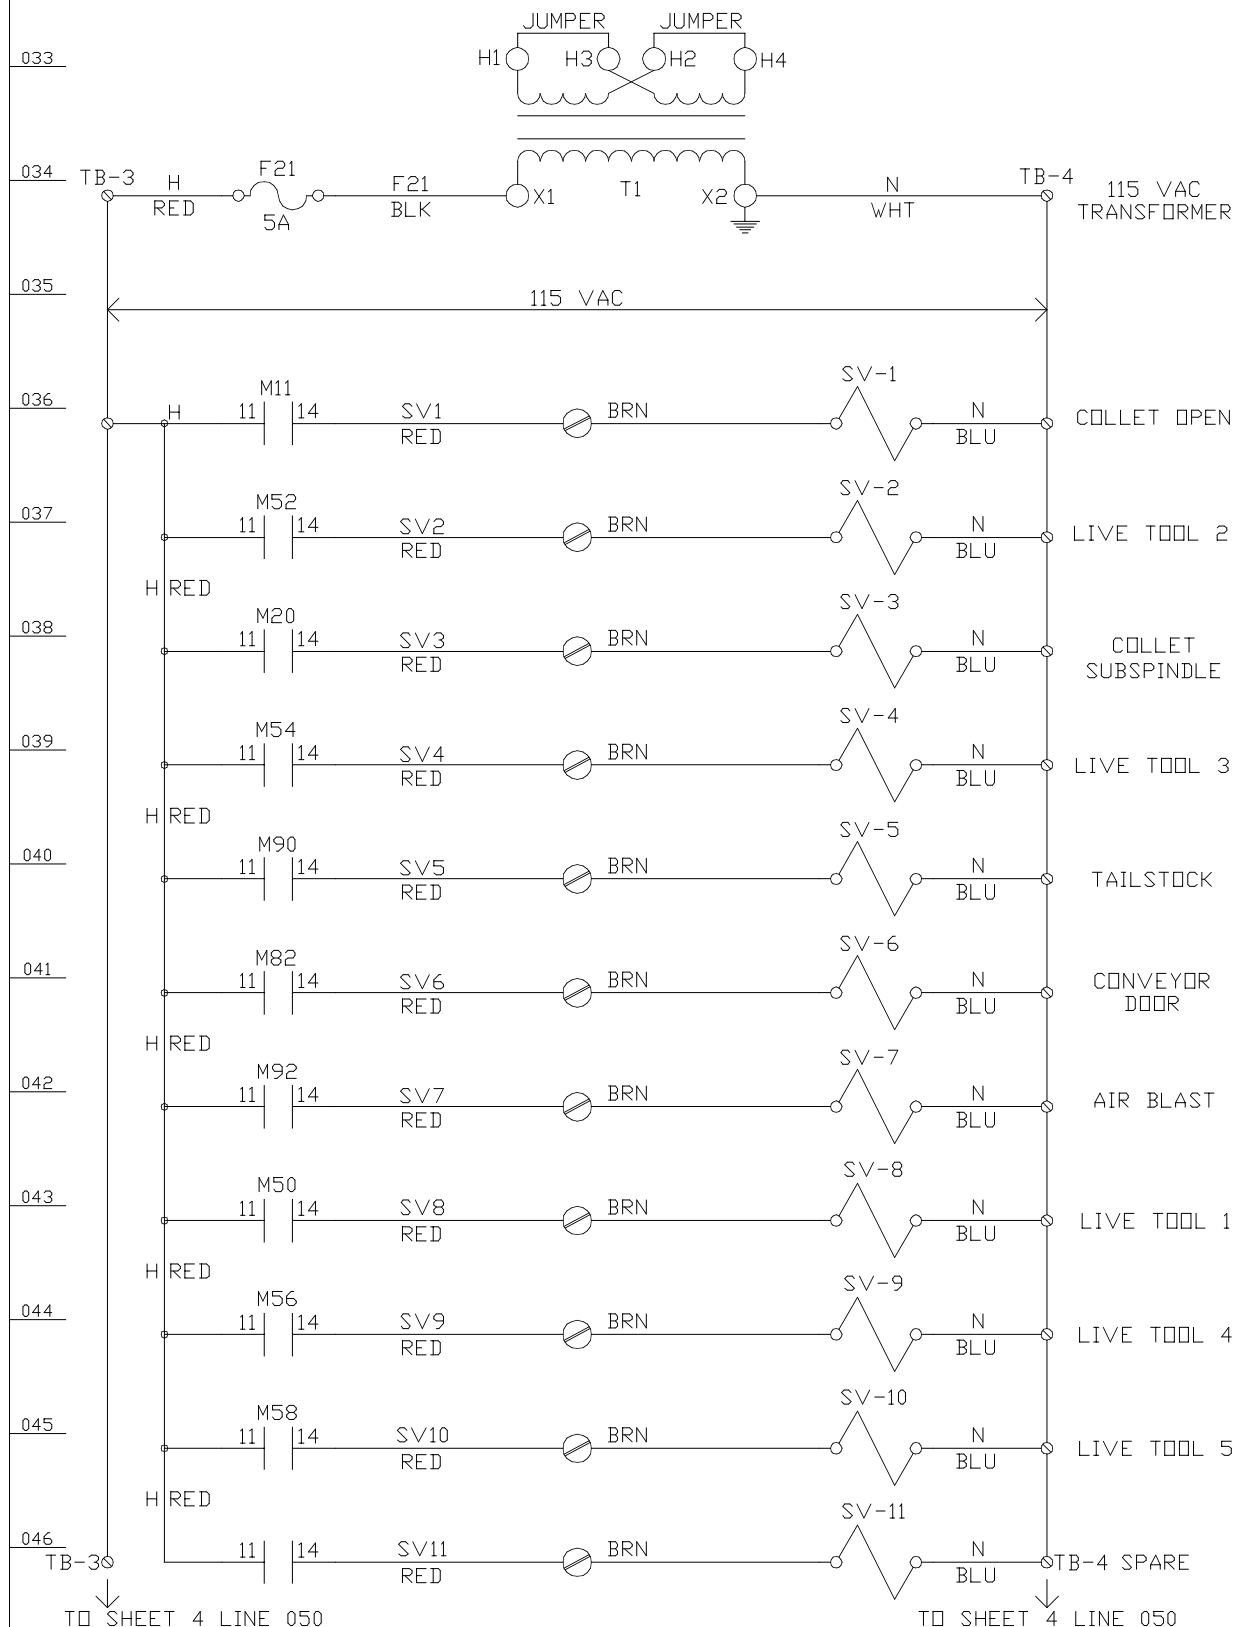 JUMPER JUMPER
033 H1 H3 H2 H4
034 TB-3 H F21 F21 X1 T1 X2 N TB-4 115 VAC
RED 5A BLK WHT TRANSFORMER
035
115 VAC
M11 SV-1
036 H 11 14 SV1 BRN N COLLET OPEN
RED BLU
M52 SV-2
037 11 14 SV2 BRN N LIVE TOOL 2
RED BLU
H RED
M20 SV-3
038 11 14 SV3 BRN N COLLET
RED BLU SUBSPINDLE
M54 SV-4
039 11 14 SV4 BRN N LIVE TOOL 3
RED BLU
H RED
M90 SV-5
040 11 14 SV5 BRN N TAILSTOCK
RED BLU
M82 SV-6
041 11 14 SV6 BRN N CONVEYOR
RED BLU DOOR
H RED
M92 SV-7
042 11 14 SV7 BRN N AIR BLAST
RED BLU
M50 SV-8
043 11 14 SV8 BRN N LIVE TOOL 1
RED BLU
H RED
M56 SV-9
044 11 14 SV9 BRN N LIVE TOOL 4
RED BLU
M58 SV-10
045 11 14 SV10 BRN N LIVE TOOL 5
RED BLU
H RED
SV-11
046 11 14 SV11 BRN N
TB-3 RED BLU TB-4 SPARE
TO SHEET 4 LINE 050 TO SHEET 4 LINE 050